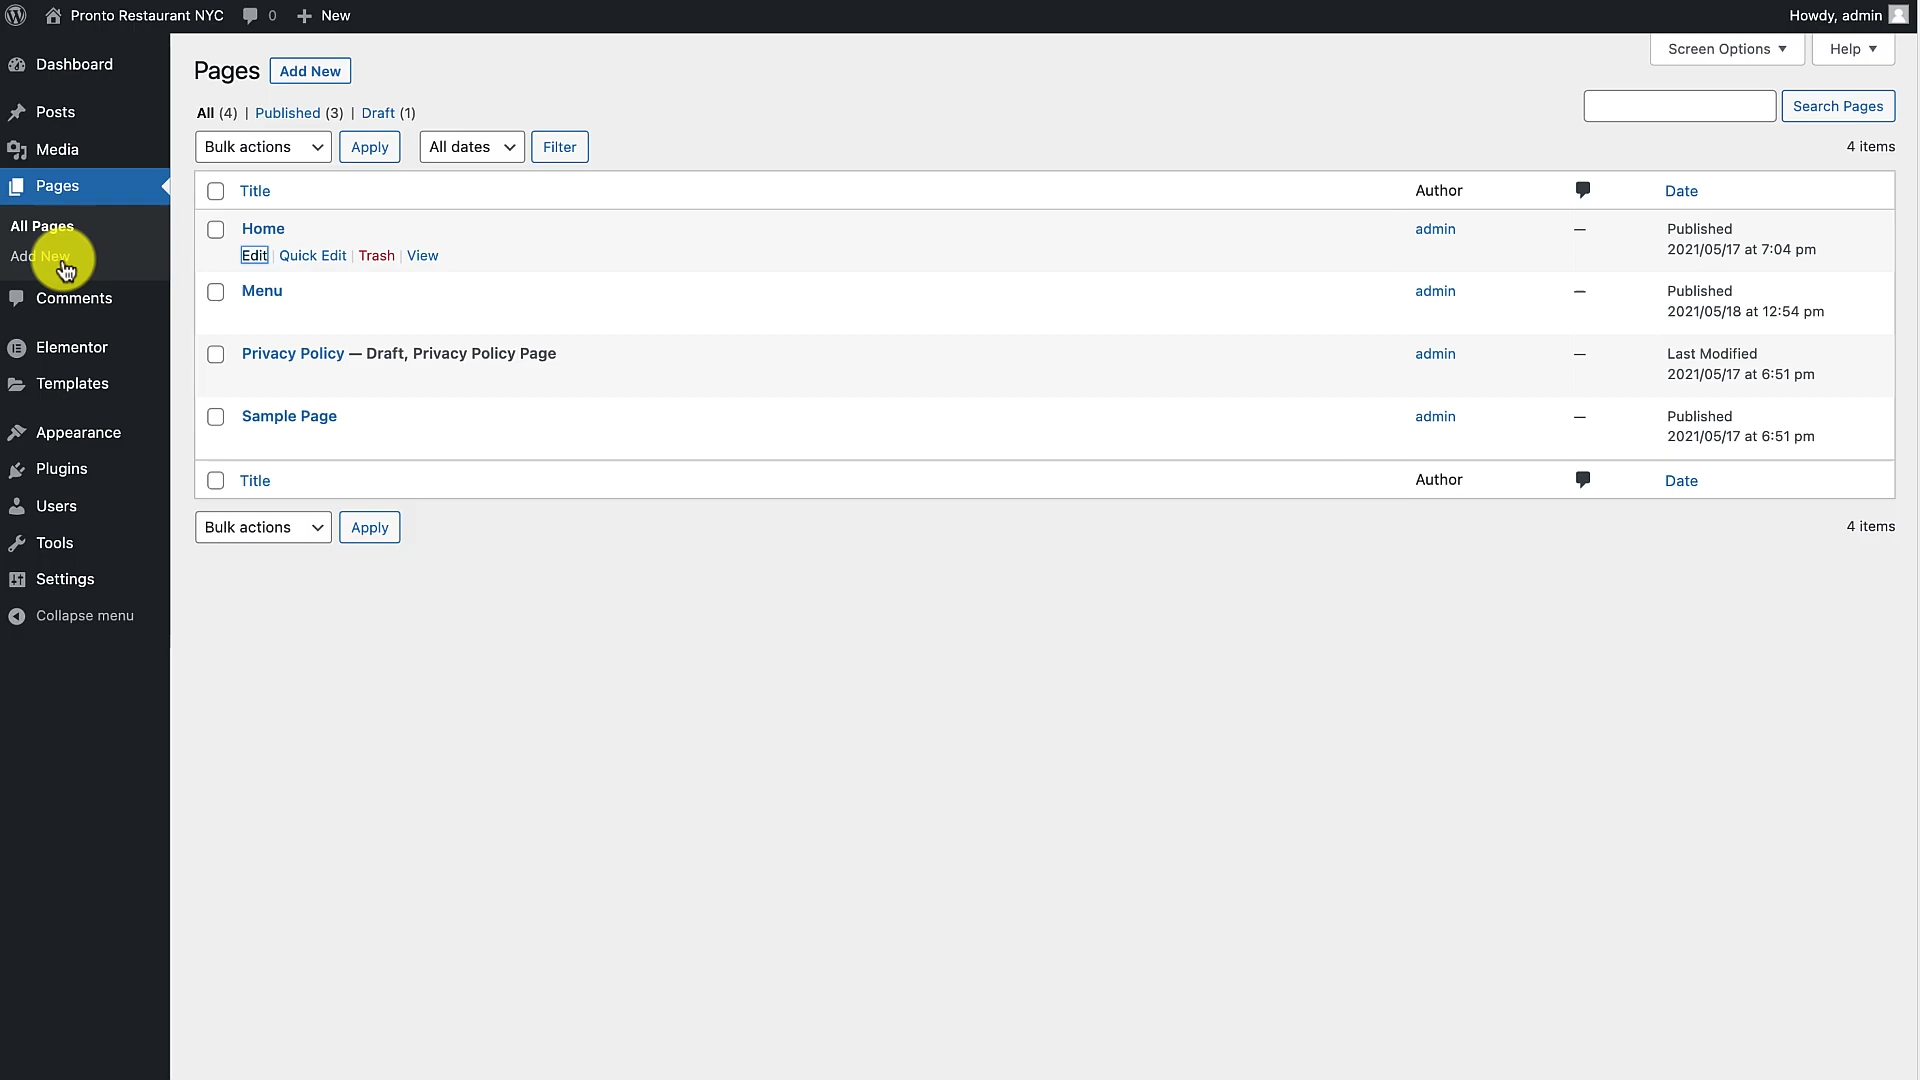 Pronto Restaurant NYC 0 New Howdy, admin
Screen Options ▼ Help ▼
Dashboard
Posts
Media
Pages
All Pages
Add New
Comments
Elementor
Templates
Appearance
Plugins
Users
Tools
Settings
Collapse menu
Pages Add New
All (4) | Published (3) | Draft (1)
Search Pages
Bulk actions Apply All dates Filter 4 items
Title Author Date
Home admin — Published
2021/05/17 at 7:04 pm
Edit | Quick Edit | Trash | View
Menu admin — Published
2021/05/18 at 12:54 pm
Privacy Policy — Draft, Privacy Policy Page admin — Last Modified
2021/05/17 at 6:51 pm
Sample Page admin — Published
2021/05/17 at 6:51 pm
Title Author Date
Bulk actions Apply 4 items